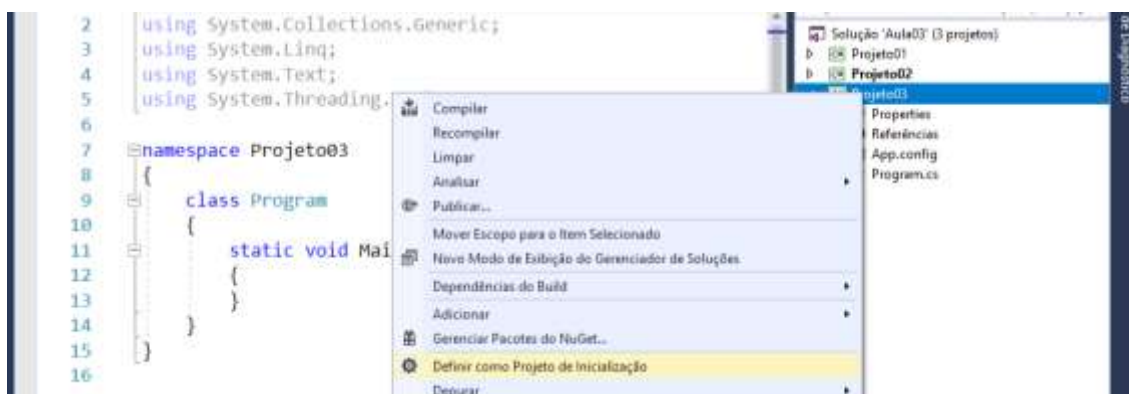 2 using System.Collections.Generic;
3 using System.Linq;
4 using System.Text;
5 using System.Threading.
6
7 namespace Projeto03
8 {
9 class Program
10 {
11 static void Mai
12 {
13 }
14 }
15 }
16
Compilar
Recompilar
Limpar
Analisar
Publicar...
Mover Escopo para o Item Selecionado
Novo Modo de Exibição do Gerenciador de Soluções
Dependências do Build
Adicionar
Gerenciar Pacotes do NuGet...
Definir como Projeto de Inicialização
Depurar
Solução 'Aula03' (3 projetos)
Projeto01
Projeto02
Projeto03
Properties
Referências
App.config
Program.cs
de Diagnóstico